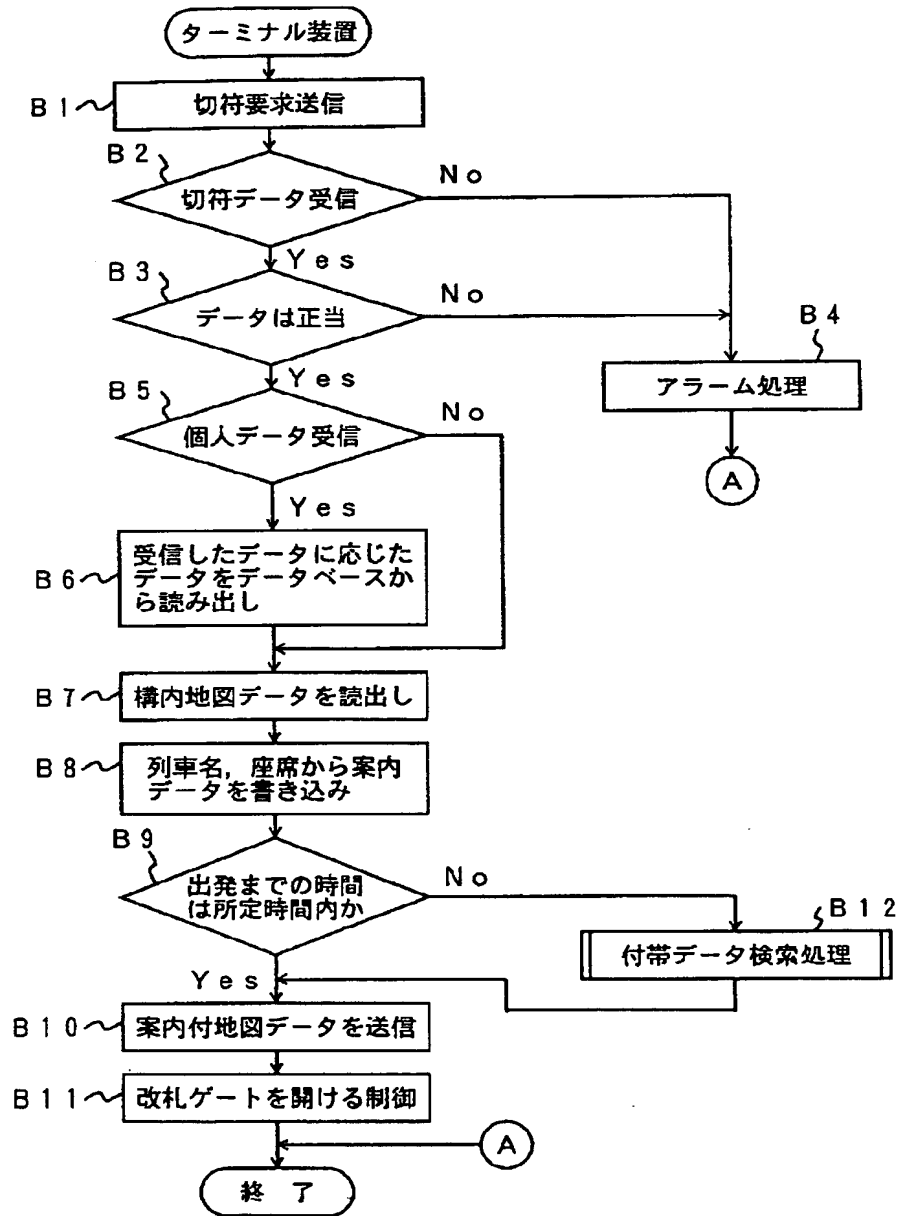 ターミナル装置
B1
切符要求送信
B2
No
切符データ受信
Yes
B3
No
データは正当
B4
Yes
アラーム処理
B5
No
個人データ受信
A
Yes
B6
受信したデータに応じた
データをデータベースか
ら読み出し
B7
構内地図データを読出し
B8
列車名,座席から案内
データを書き込み
B9
No
出発までの時間
は所定時間内か
B12
付帯データ検索処理
Yes
B10
案内付地図データを送信
B11
改札ゲートを開ける制御
A
終 了